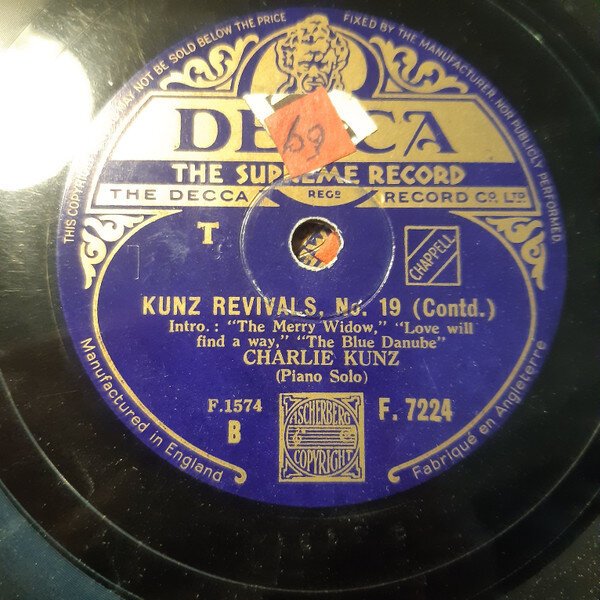 THIS COPYRI MAY NOT BE SOLD BELOW THE PRICE
FIXED BY THE MANUFACTURER, NOR PUBLICLY PERFORMED.
DECCA
69
THE SUPREME RECORD
THE DECCA REGD RECORD CO. LTD
T
CHAPPELL
KUNZ REVIVALS, No. 19 (Contd.)
Intro.: "The Merry Widow," "Love will
find a way," "The Blue Danube"
CHARLIE KUNZ
(Piano Solo)
F.1574
B
ASCHERBERG
COPYRIGHT
F. 7224
Manufactured in England
Fabriqué en Angleterre